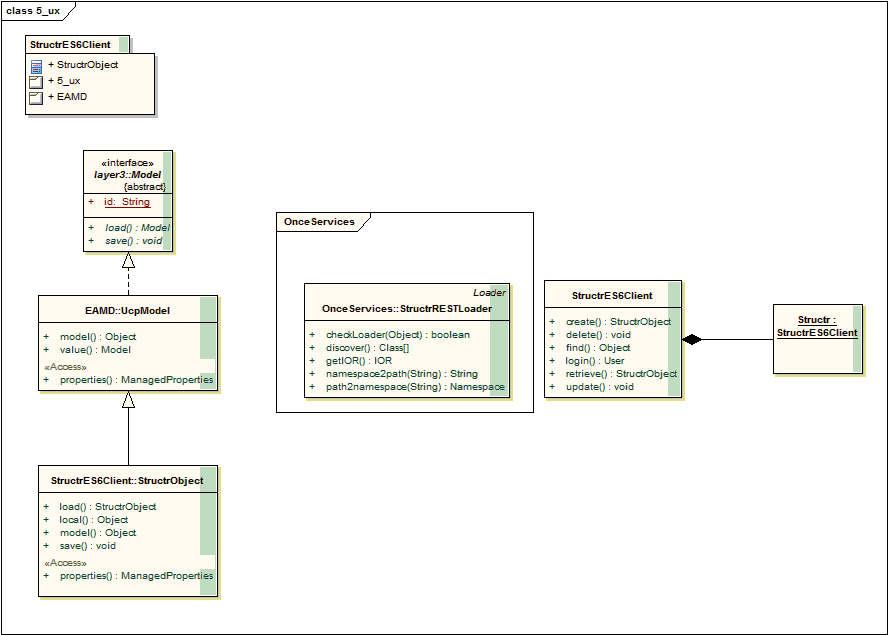 class 5_ux
StructrES6Client
+ StructrObject
+ 5_ux
+ EAMD
«interface»
layer3::Model
{abstract}
+ id: String
+ load() : Model
+ save() : void
EAMD::UcpModel
+ model() : Object
+ value() : Model
«Access»
+ properties() : ManagedProperties
StructrES6Client::StructrObject
+ load() : StructrObject
+ local() : Object
+ model() : Object
+ save() : void
«Access»
+ properties() : ManagedProperties
OnceServices
Loader
OnceServices::StructrRESTLoader
+ checkLoader(Object) : boolean
+ discover() : Class[]
+ getIOR() : IOR
+ namespace2path(String) : String
+ path2namespace(String) : Namespace
StructrES6Client
+ create() : StructrObject
+ delete() : void
+ find() : Object
+ login() : User
+ retrieve() : StructrObject
+ update() : void
Structr :
StructrES6Client